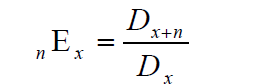 ₙEₓ = Dₓ₊ₙ / Dₓ